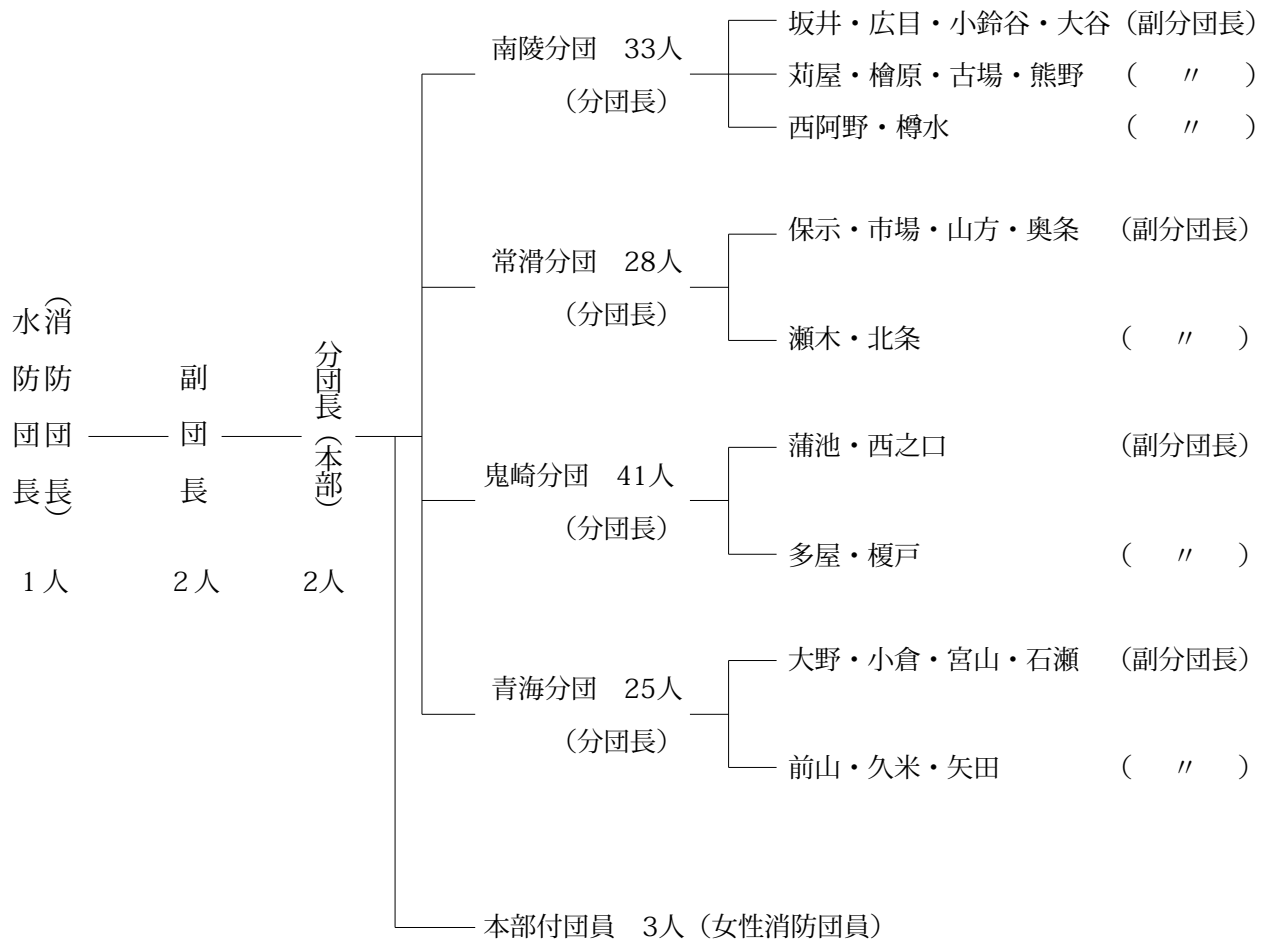 水防団長
（消防団長）
1人
副団長
2人
分団長（本部）
2人
南陵分団　33人
（分団長）
坂井・広目・小鈴谷・大谷（副分団長）
苅屋・檜原・古場・熊野　（　〃　）
西阿野・樽水　（　〃　）
常滑分団　28人
（分団長）
保示・市場・山方・奥条　（副分団長）
瀬木・北条　（　〃　）
鬼崎分団　41人
（分団長）
蒲池・西之口　（副分団長）
多屋・榎戸　（　〃　）
青海分団　25人
（分団長）
大野・小倉・宮山・石瀬　（副分団長）
前山・久米・矢田　（　〃　）
本部付団員　3人（女性消防団員）